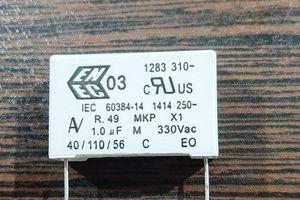 ENEC 03 1283 310~
c RU US
IEC 60384-14 1414 250~
R.49 MKP X1
1.0 µF M 330Vac
40/110/56 C EO